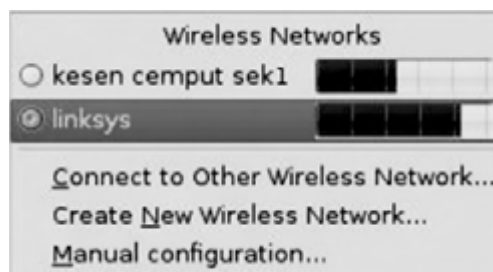 Wireless Networks
kesen cemput sek1
linksys
Connect to Other Wireless Network...
Create New Wireless Network...
Manual configuration...